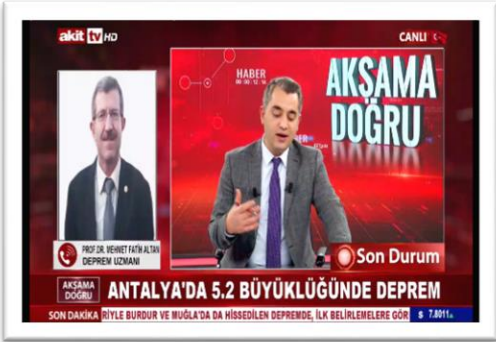 akit tv HD
CANLI
HABER
AKŞAMA
DOĞRU
PROF.DR. MEHMET FATİH ALTAN
DEPREM UZMANI
Son Durum
AKŞAMA
DOĞRU
ANTALYA'DA 5.2 BÜYÜKLÜĞÜNDE DEPREM
SON DAKİKA
RİYLE BURDUR VE MUĞLA'DA DA HİSSEDİLEN DEPREMDE, İLK BELİRLEMELERE GÖR
$ 7.8011